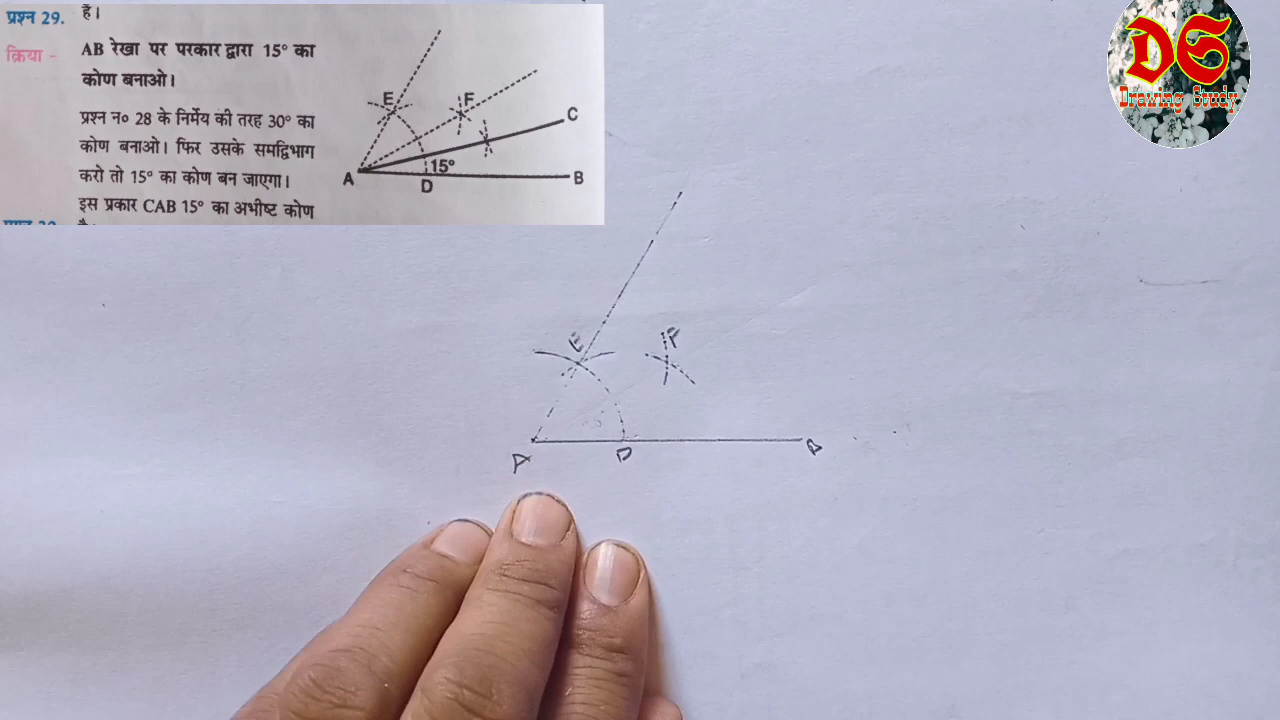 हैं।
प्रश्न 29.
AB रेखा पर परकार द्वारा 15° का
क्रिया -
कोण बनाओ।
प्रश्न न० 28 के निर्मेय की तरह 30° का
कोण बनाओ। फिर उसके समद्विभाग
करो तो 15° का कोण बन जाएगा।
इस प्रकार CAB 15° का अभीष्ट कोण
E
F
C
15°
A
D
B
DS
Drawing Study
E
F
A
D
B